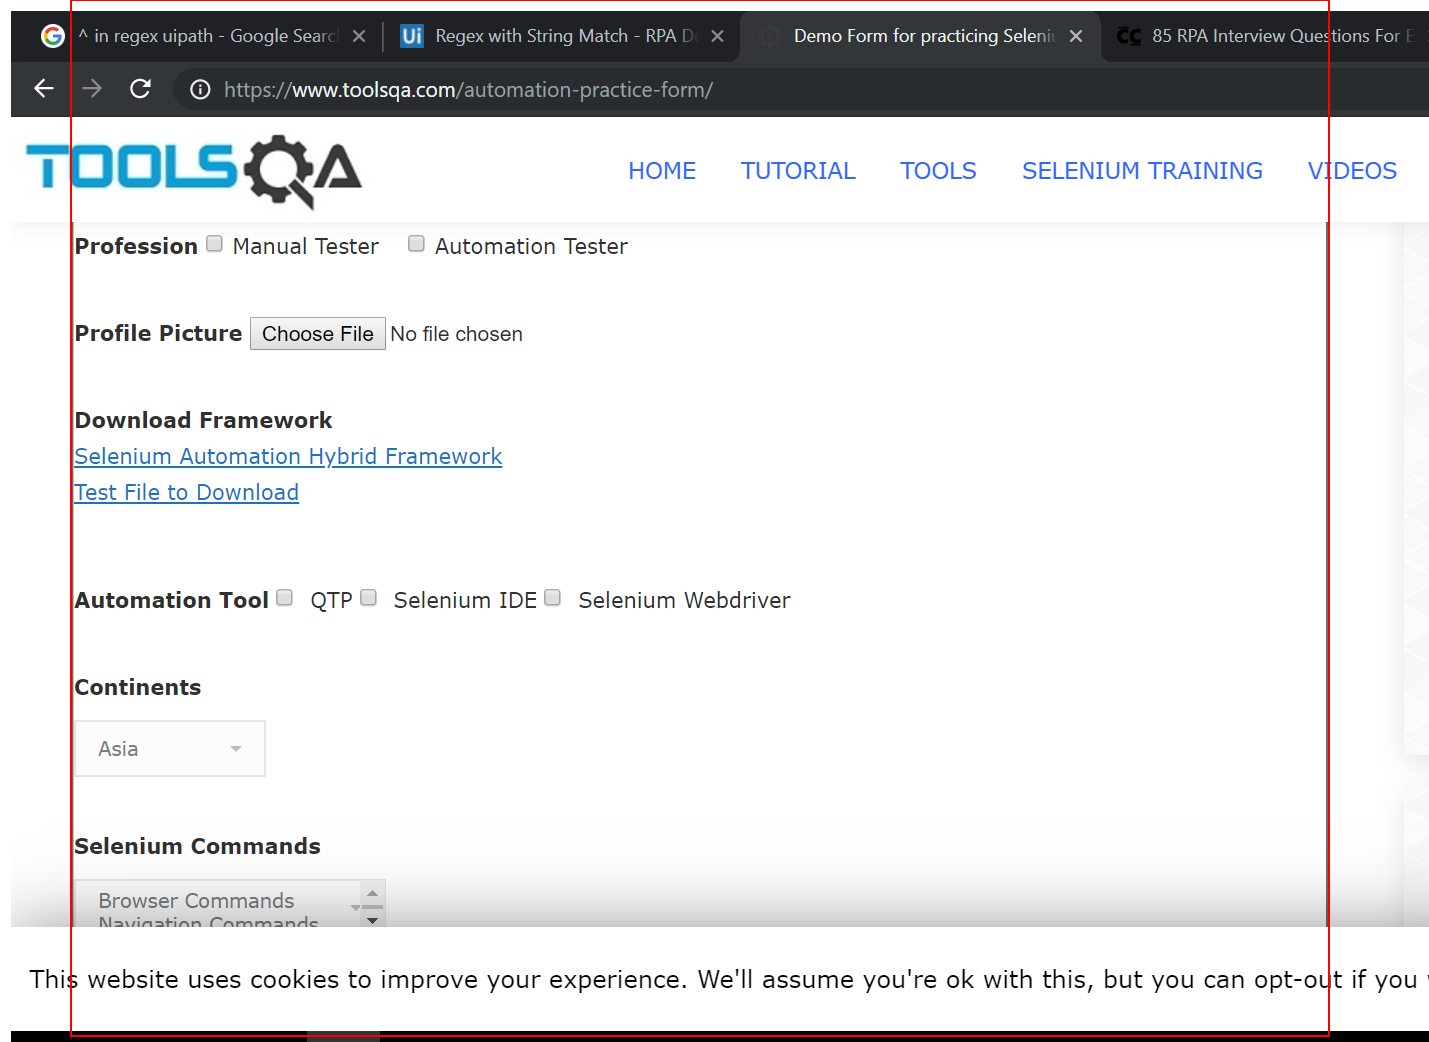 ^ in regex uipath - Google Searc
Ui Regex with String Match - RPA De
Demo Form for practicing Seleniu
85 RPA Interview Questions For E
https://www.toolsqa.com/automation-practice-form/
TOOLSQA
HOME TUTORIAL TOOLS SELENIUM TRAINING VIDEOS
Profession Manual Tester Automation Tester
Profile Picture Choose File No file chosen
Download Framework
Selenium Automation Hybrid Framework
Test File to Download
Automation Tool QTP Selenium IDE Selenium Webdriver
Continents
Asia
Selenium Commands
Browser Commands
Navigation Commands
This website uses cookies to improve your experience. We'll assume you're ok with this, but you can opt-out if you